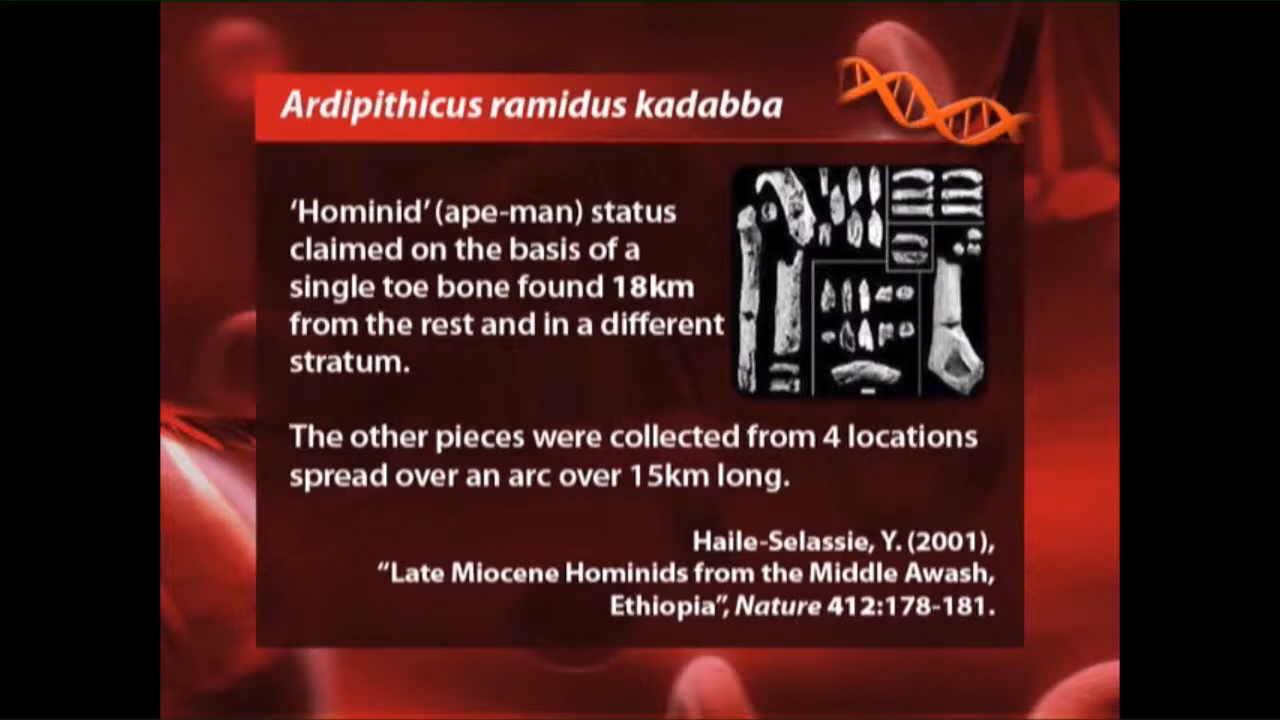 Ardipithicus ramidus kadabba
‘Hominid’ (ape-man) status
claimed on the basis of a
single toe bone found 18km
from the rest and in a different
stratum.
The other pieces were collected from 4 locations
spread over an arc over 15km long.
Haile-Selassie, Y. (2001),
“Late Miocene Hominids from the Middle Awash,
Ethiopia”, Nature 412:178-181.